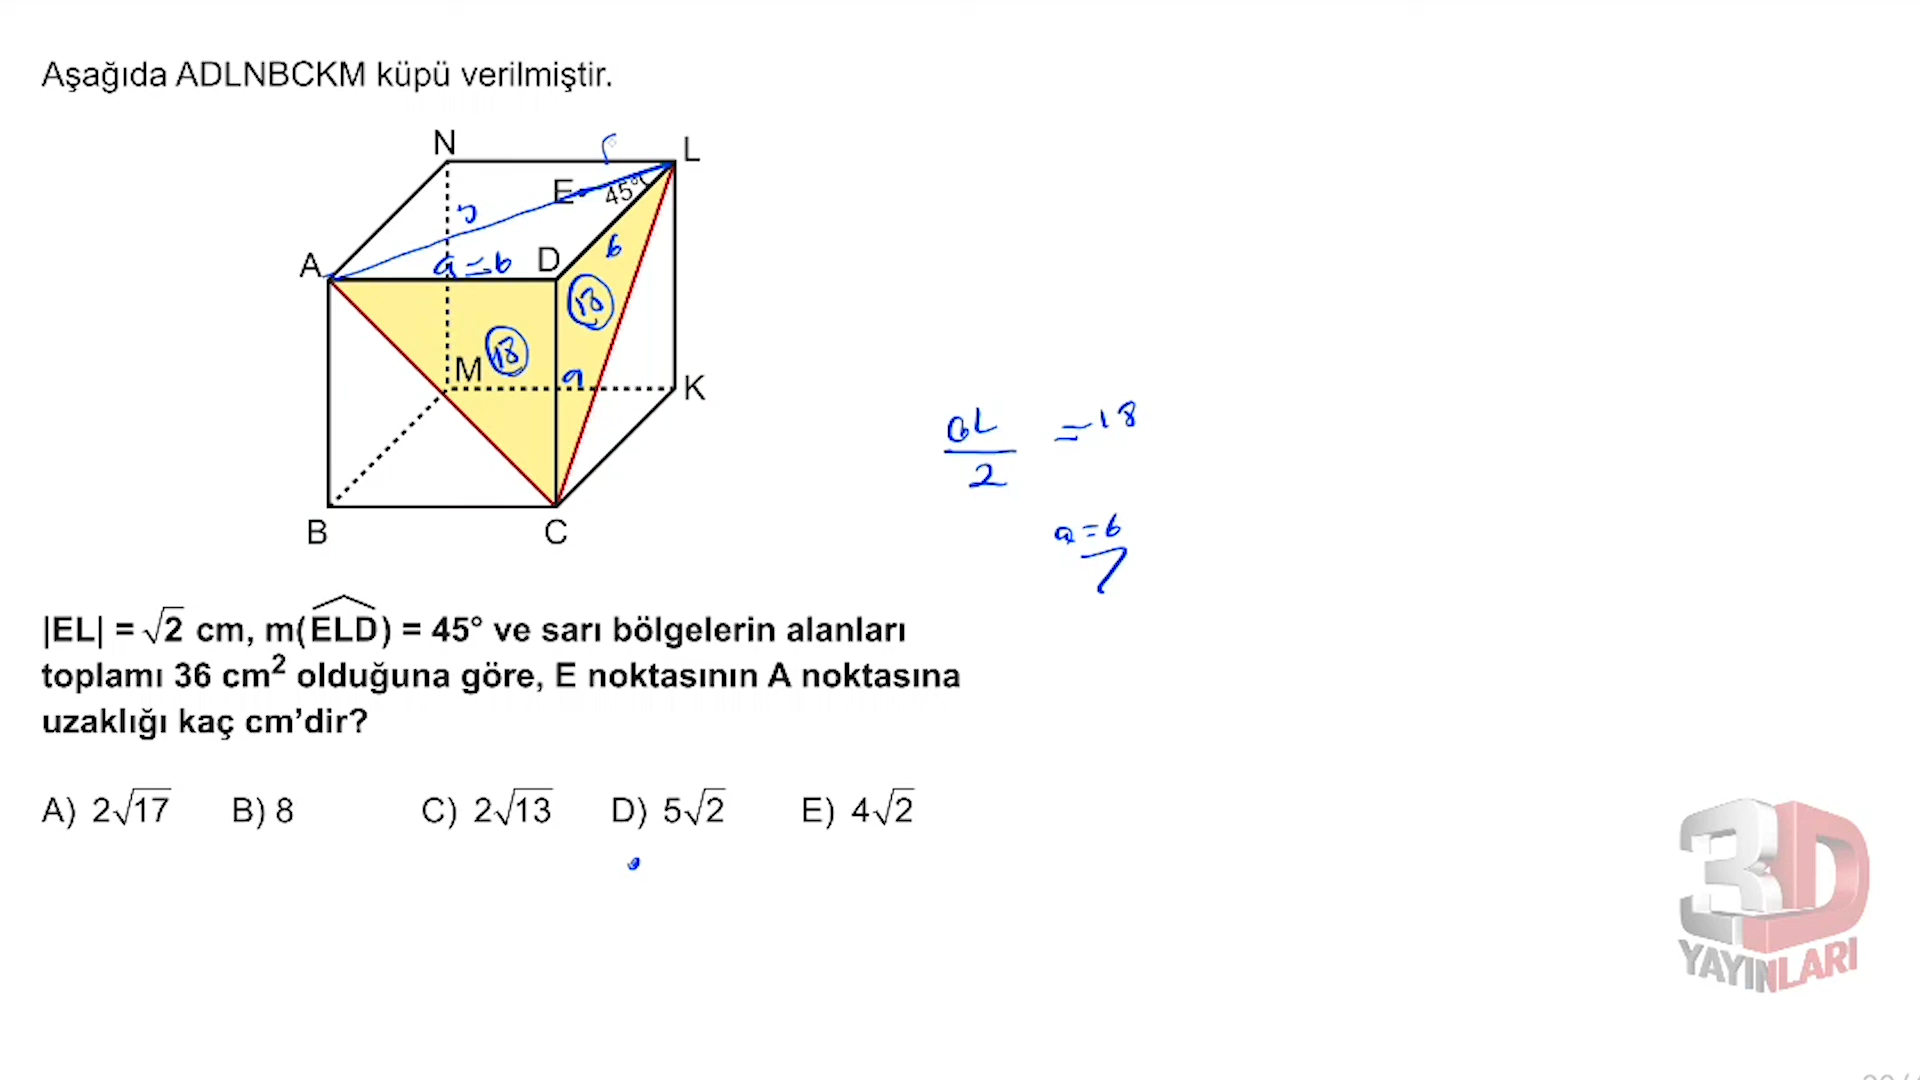 Aşağıda ADLNBCKM küpü verilmiştir.
N
L
E
45°
A
a = 6
D
6
18
M
18
a
K
B
C
a²/2 = 18
a = 6
|EL| = √2 cm, m(ELD) = 45° ve sarı bölgelerin alanları
toplamı 36 cm² olduğuna göre, E noktasının A noktasına
uzaklığı kaç cm'dir?
A) 2√17 B) 8 C) 2√13 D) 5√2 E) 4√2
3D
YAYINLARI